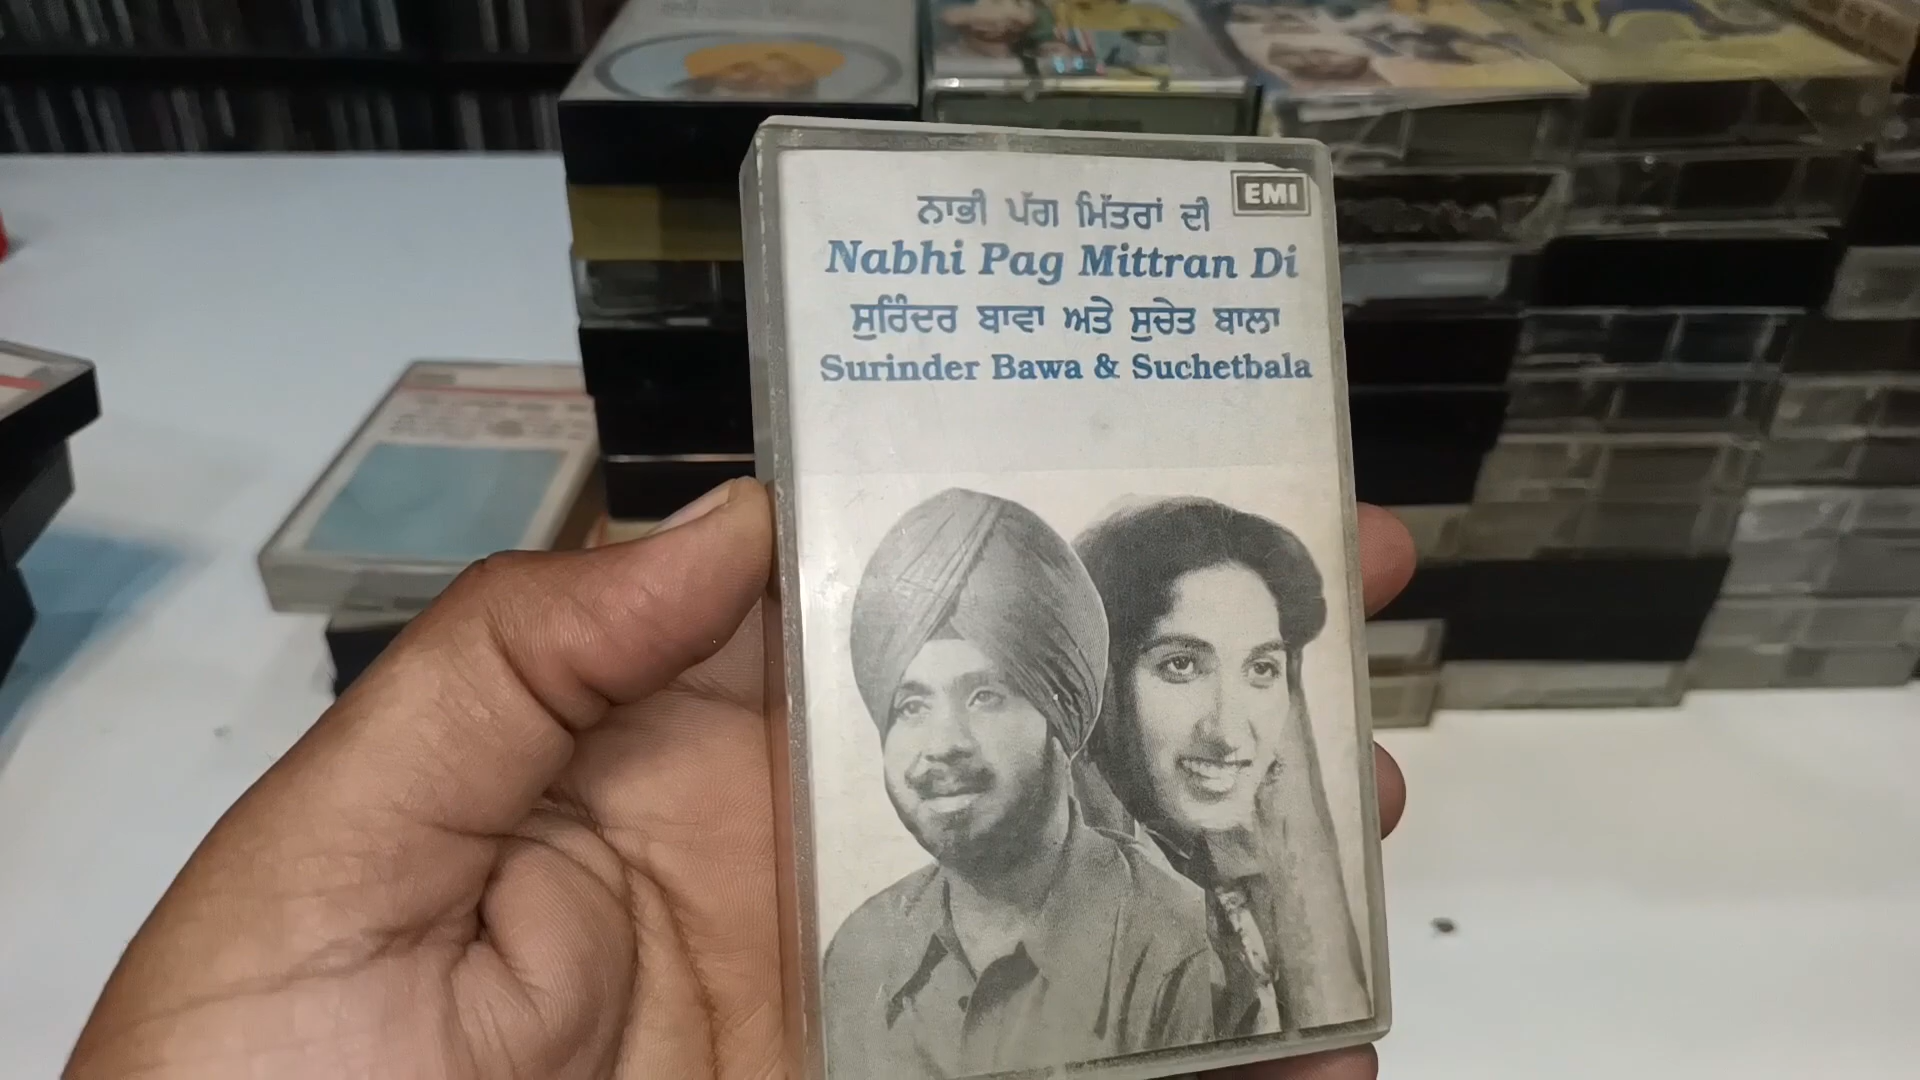 EMI
ਨਾਭੀ ਪੱਗ ਮਿੱਤਰਾਂ ਦੀ
Nabhi Pag Mittran Di
ਸੁਰਿੰਦਰ ਬਾਵਾ ਅਤੇ ਸੁਚੇਤ ਬਾਲਾ
Surinder Bawa & Suchetbala